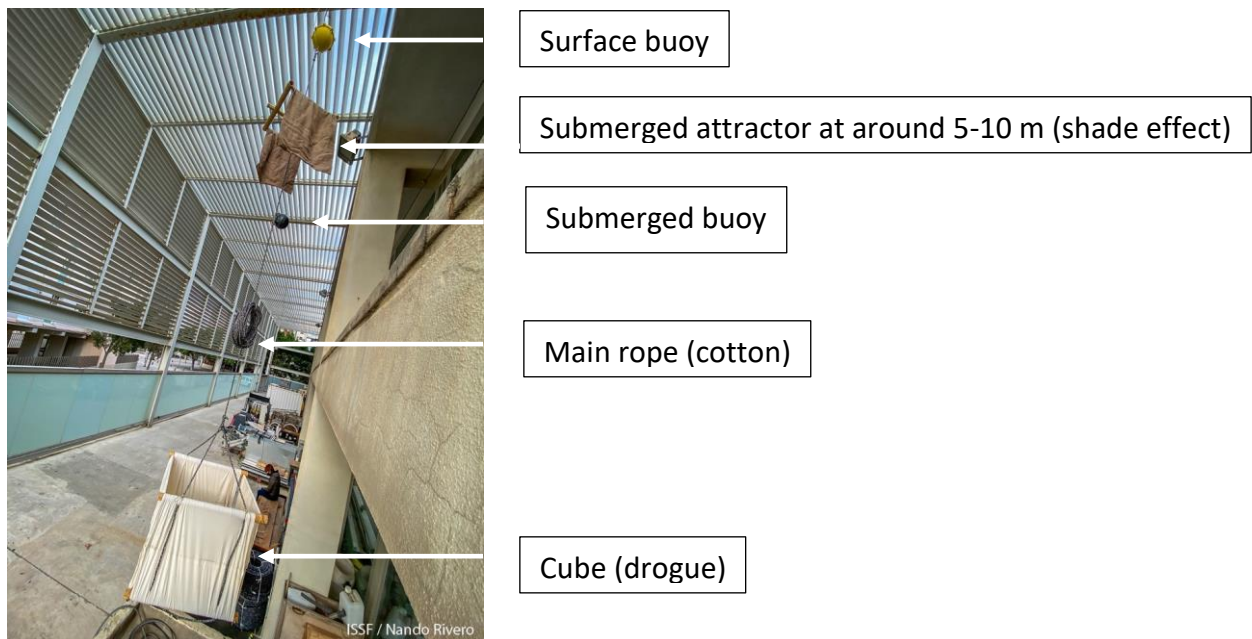 Surface buoy
Submerged attractor at around 5-10 m (shade effect)
Submerged buoy
Main rope (cotton)
Cube (drogue)
ISSF / Nando Rivero